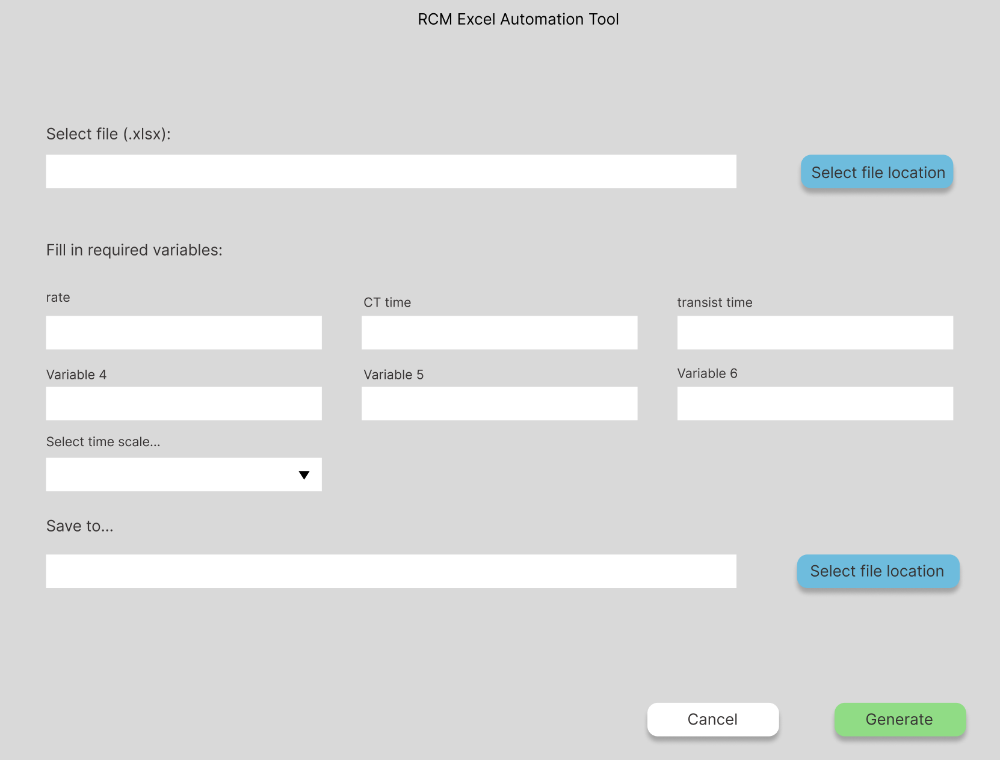 RCM Excel Automation Tool
Select file (.xlsx):
Select file location
Fill in required variables:
rate
CT time
transist time
Variable 4
Variable 5
Variable 6
Select time scale...
Save to...
Select file location
Cancel
Generate